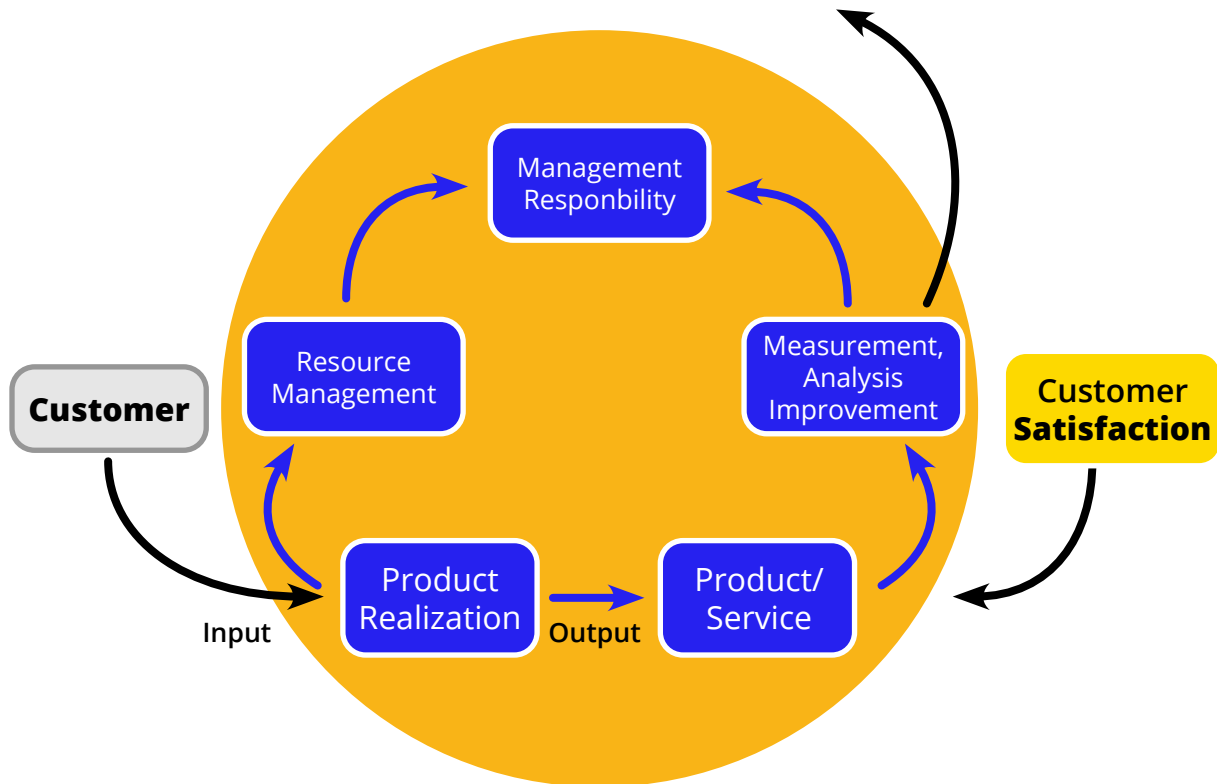 Management
Responbility
Resource
Management
Measurement,
Analysis
Improvement
Customer
Customer
Satisfaction
Product
Realization
Product/
Service
Input
Output